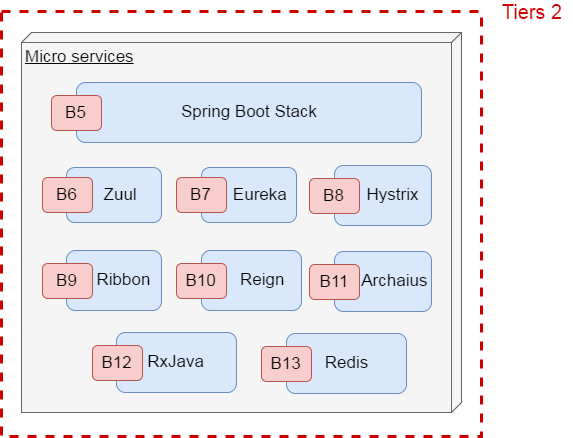 Tiers 2
Micro services
B5 Spring Boot Stack
B6 Zuul B7 Eureka B8 Hystrix
B9 Ribbon B10 Reign B11 Archaius
B12 RxJava B13 Redis